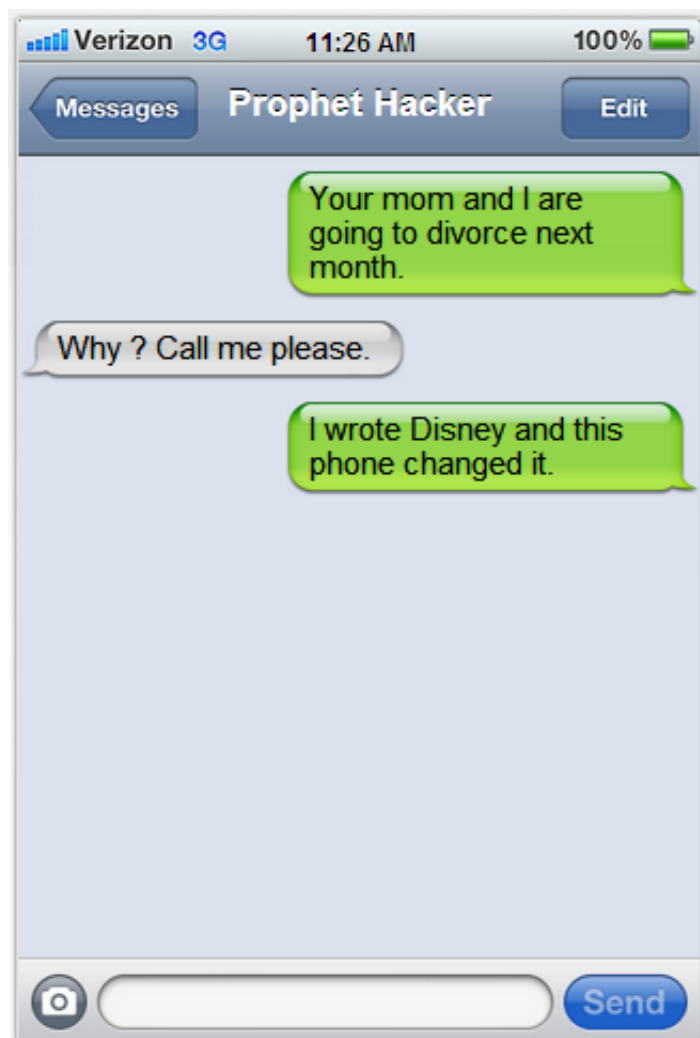 Verizon 3G 11:26 AM 100%
Messages Prophet Hacker Edit
Your mom and I are
going to divorce next
month.
Why ? Call me please.
I wrote Disney and this
phone changed it.
Send